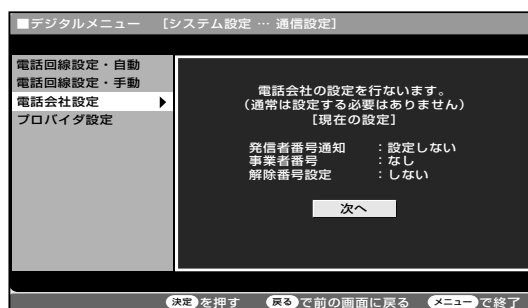 ■デジタルメニュー [システム設定 … 通信設定]
電話回線設定・自動
電話回線設定・手動
電話会社設定
プロバイダ設定
電話会社の設定を行ないます。
（通常は設定する必要はありません）
[現在の設定]
発信者番号通知 ：設定しない
事業者番号 ：なし
解除番号設定 ：しない
次へ
決定 を押す 戻る で前の画面に戻る メニュー で終了